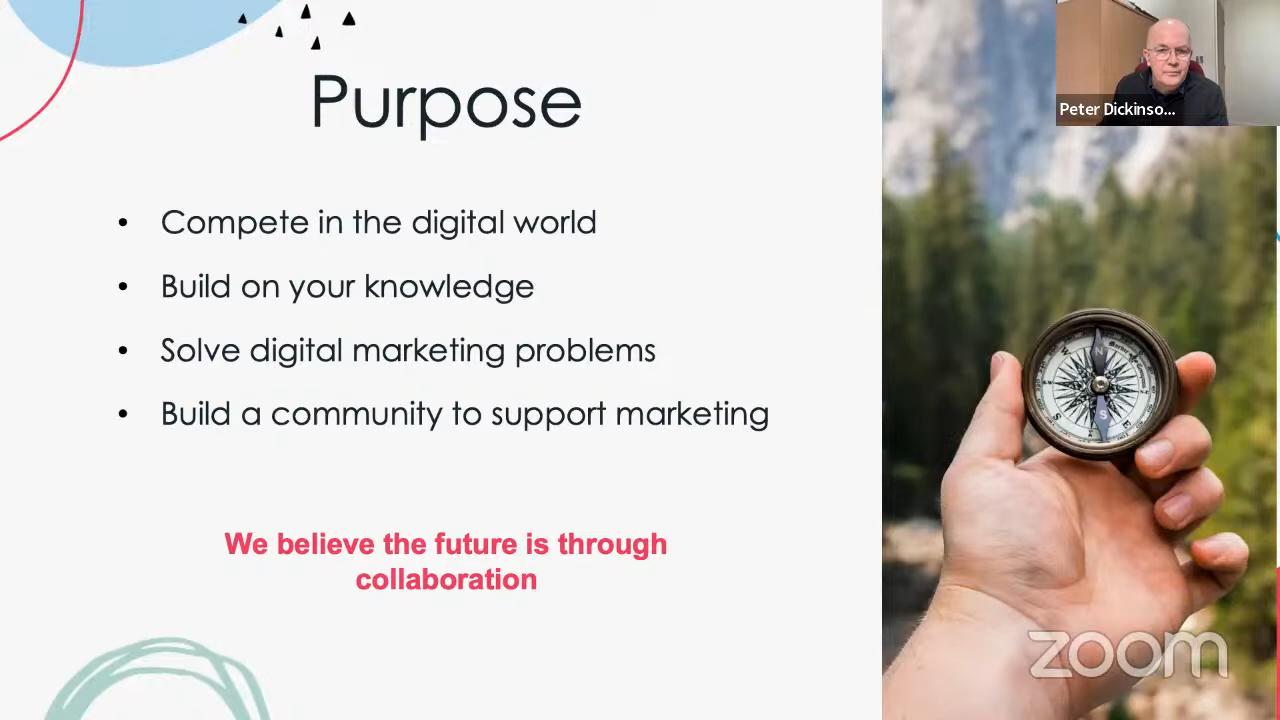 Purpose
• Compete in the digital world
• Build on your knowledge
• Solve digital marketing problems
• Build a community to support marketing
We believe the future is through
collaboration
Peter Dickinso...
N
S
W
E
S
zoom